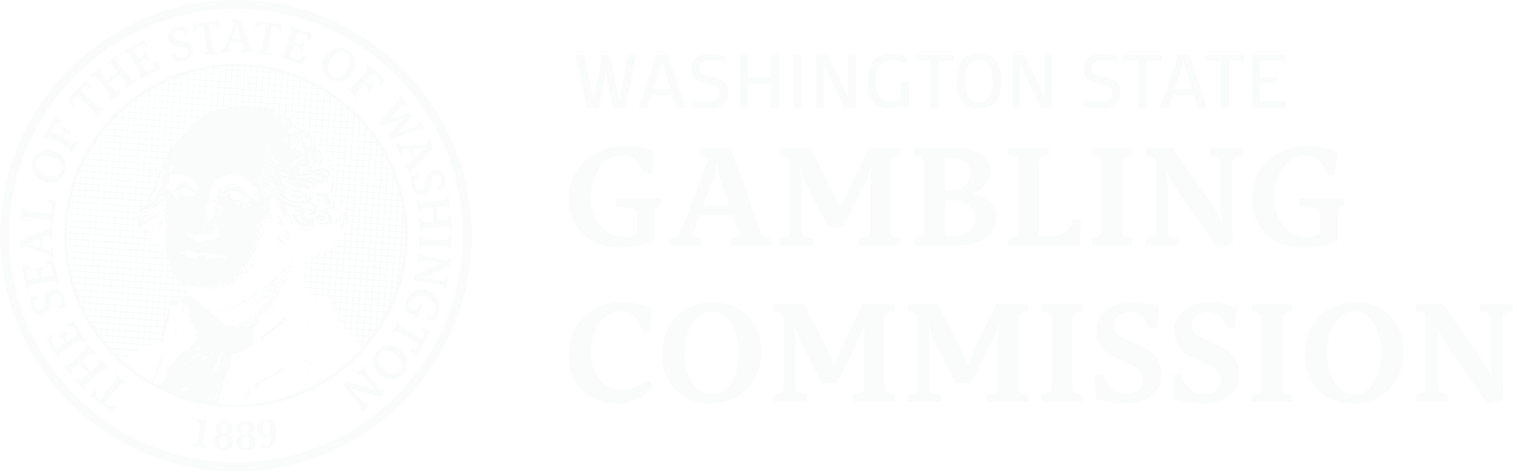 THE SEAL OF THE STATE OF WASHINGTON
1889
WASHINGTON STATE
GAMBLING
COMMISSION